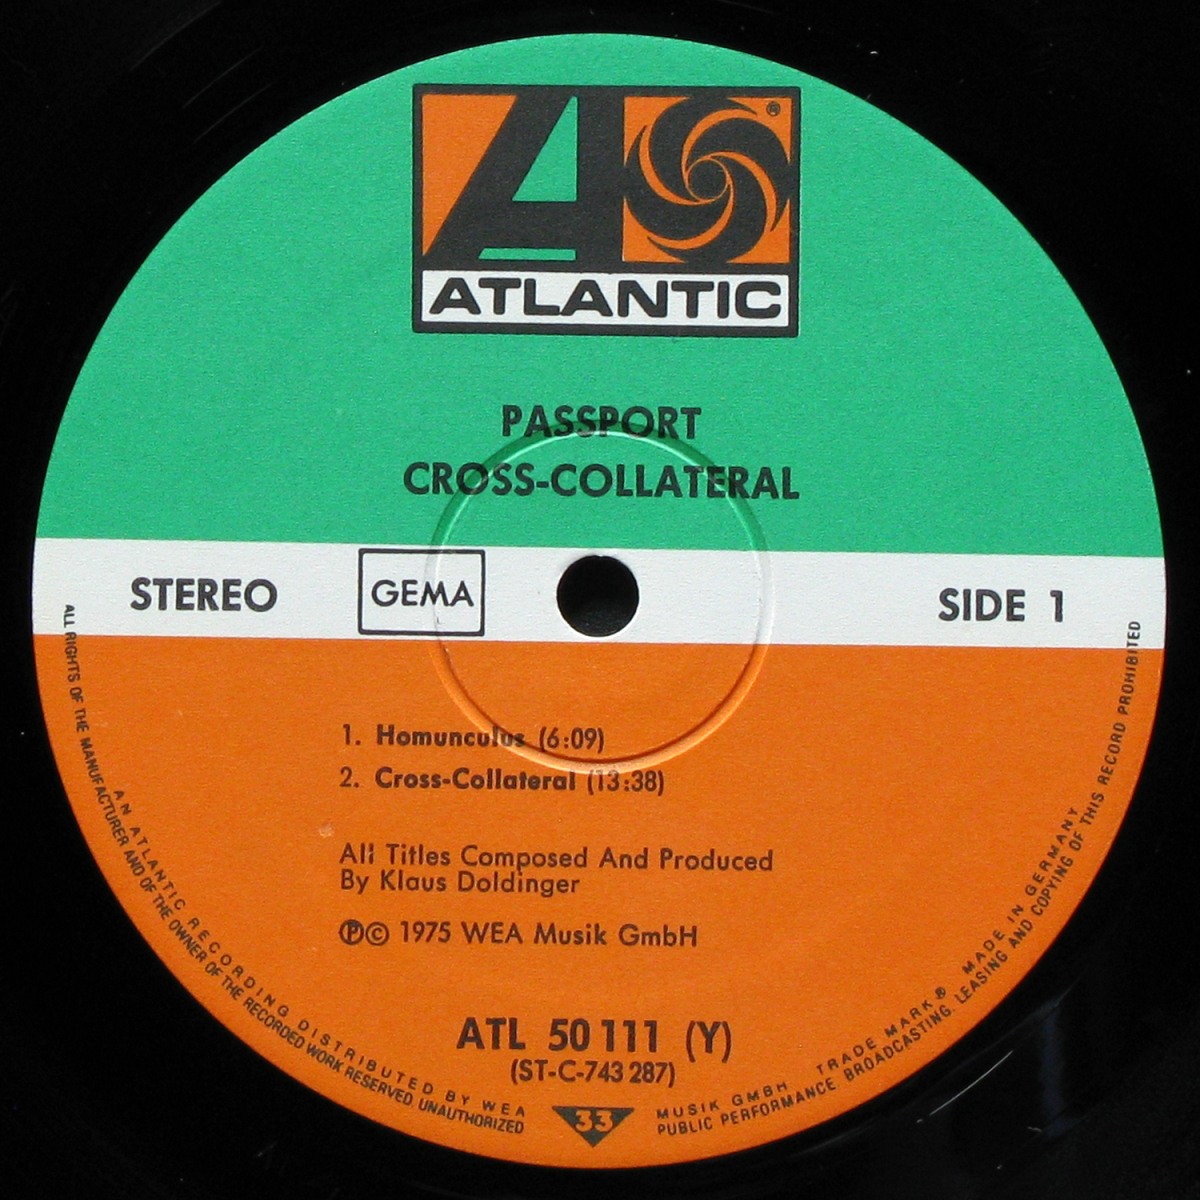 ®
ATLANTIC
PASSPORT
CROSS-COLLATERAL
STEREO GEMA SIDE 1
1. Homunculus (6:09)
2. Cross-Collateral (13:38)
All Titles Composed And Produced
By Klaus Doldinger
℗© 1975 WEA Musik GmbH
ATL 50 111 (Y)
(ST-C-743 287)
33
AN ATLANTIC RECORDING DISTRIBUTED BY WEA MUSIK GMBH TRADE MARK ® MADE IN GERMANY
ALL RIGHTS OF THE MANUFACTURER AND OF THE OWNER OF THE RECORDED WORK RESERVED. UNAUTHORIZED PUBLIC PERFORMANCE BROADCASTING. LEASING AND COPYING OF THIS RECORD PROHIBITED